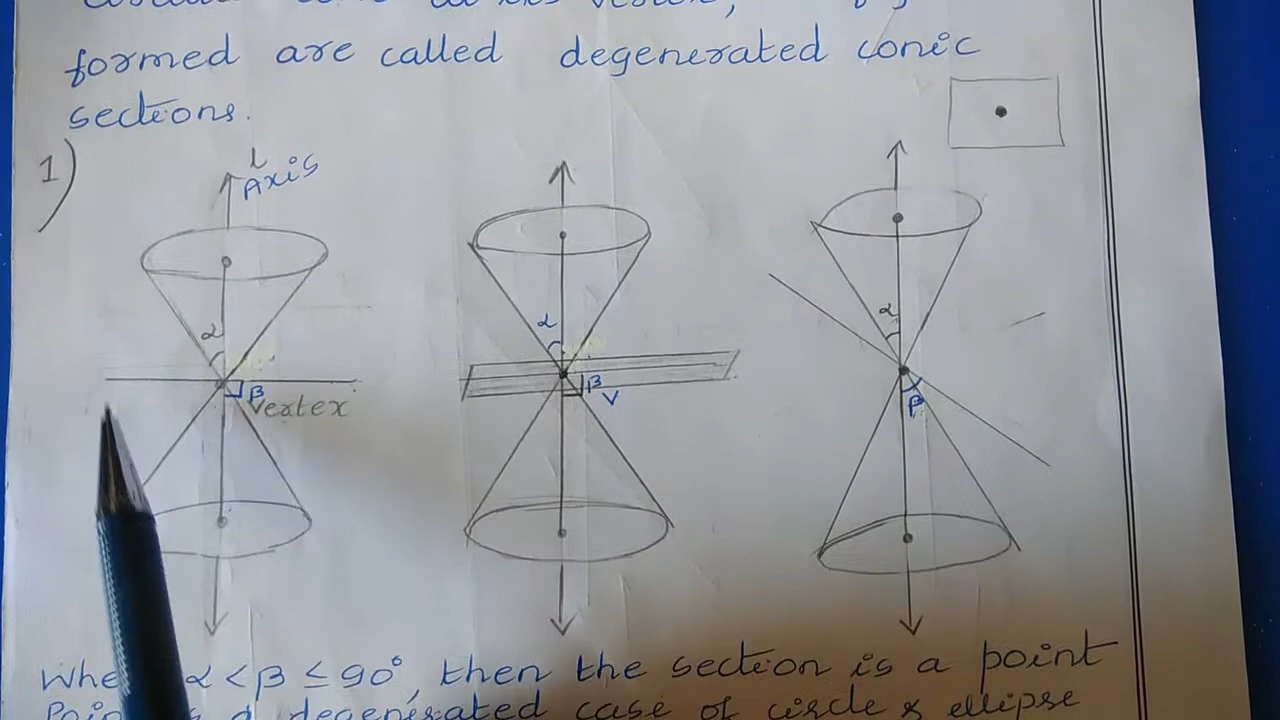 formed are called degenerated conic
sections.
1)
l
Axis
α
β
Vertex
α
β
V
α
β
α < β ≤ 90°, then the section is a point
degenerated case of circle & ellipse